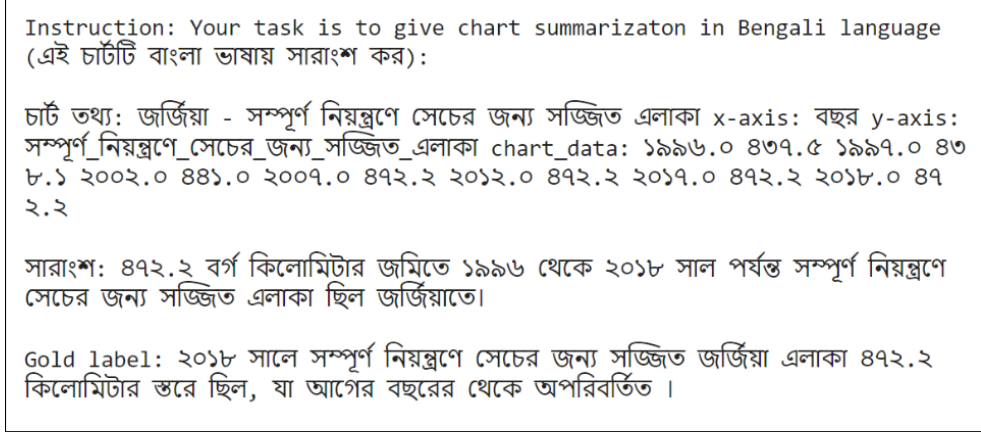 Instruction: Your task is to give chart summarizaton in Bengali language
(এই চার্টটি বাংলা ভাষায় সারাংশ কর):
চার্ট তথ্য: জর্জিয়া - সম্পূর্ণ নিয়ন্ত্রণে সেচের জন্য সজ্জিত এলাকা x-axis: বছর y-axis:
সম্পূর্ণ_নিয়ন্ত্রণে_সেচের_জন্য_সজ্জিত_এলাকা chart_data: ১৯৯৬.০ ৪৩৭.৫ ১৯৯৭.০ ৪৩
৮.১ ২০০২.০ ৪৪১.০ ২০০৭.০ ৪৭২.২ ২০১২.০ ৪৭২.২ ২০১৭.০ ৪৭২.২ ২০১৮.০ ৪৭
২.২
সারাংশ: ৪৭২.২ বর্গ কিলোমিটার জমিতে ১৯৯৬ থেকে ২০১৮ সাল পর্যন্ত সম্পূর্ণ নিয়ন্ত্রণে
সেচের জন্য সজ্জিত এলাকা ছিল জর্জিয়াতে।
Gold label: ২০১৮ সালে সম্পূর্ণ নিয়ন্ত্রণে সেচের জন্য সজ্জিত জর্জিয়া এলাকা ৪৭২.২
কিলোমিটার স্তরে ছিল, যা আগের বছরের থেকে অপরিবর্তিত ।